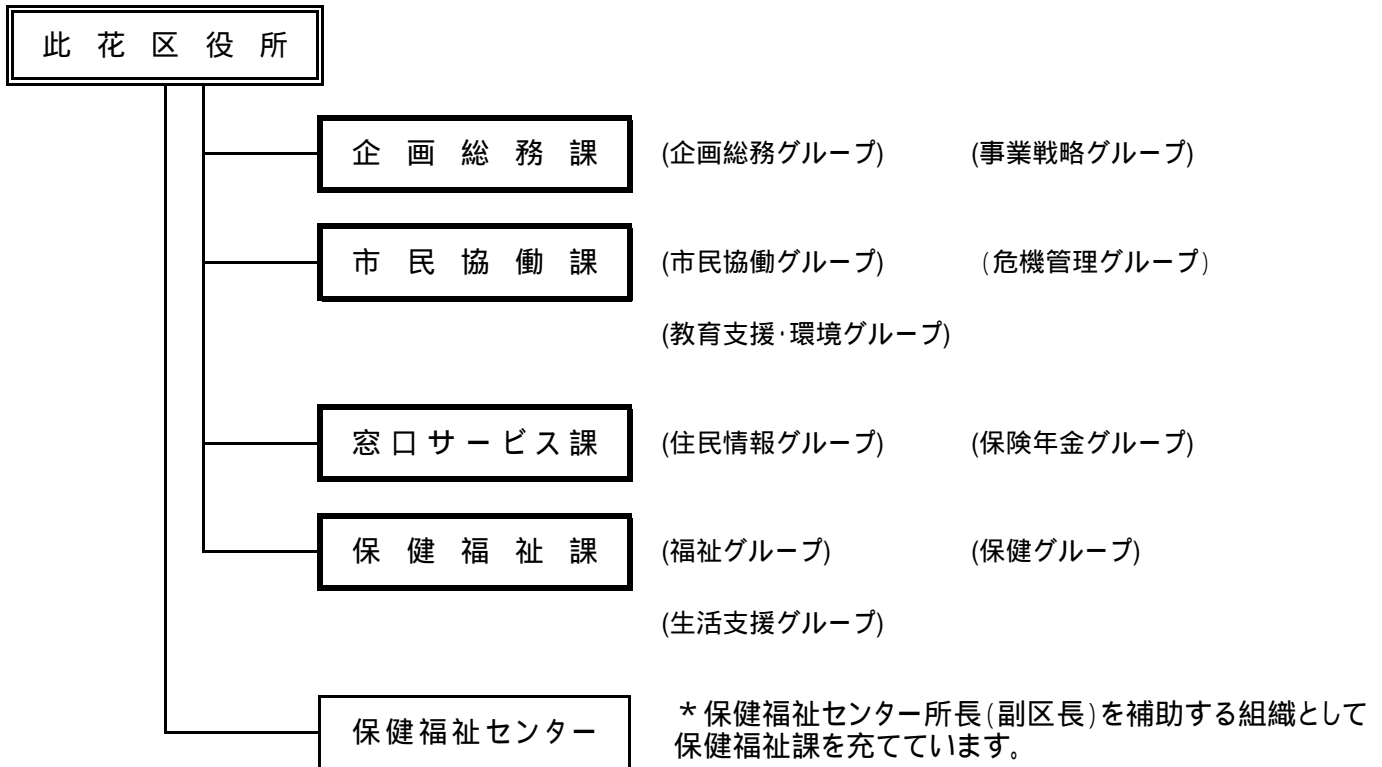 此花区役所
企画総務課 (企画総務グループ) (事業戦略グループ)
市民協働課 (市民協働グループ) (危機管理グループ)
(教育支援・環境グループ)
窓口サービス課 (住民情報グループ) (保険年金グループ)
保健福祉課 (福祉グループ) (保健グループ)
(生活支援グループ)
保健福祉センター
＊保健福祉センター所長(副区長)を補助する組織として
保健福祉課を充てています。